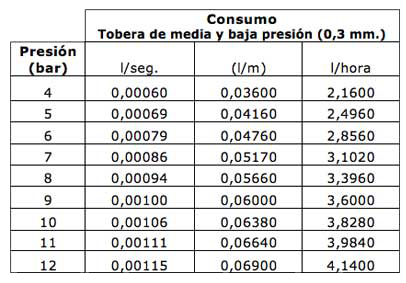 Consumo
Tobera de media y baja presión (0,3 mm.)
Presión
(bar) l/seg. (l/m) l/hora
4 0,00060 0,03600 2,1600
5 0,00069 0,04160 2,4960
6 0,00079 0,04760 2,8560
7 0,00086 0,05170 3,1020
8 0,00094 0,05660 3,3960
9 0,00100 0,06000 3,6000
10 0,00106 0,06380 3,8280
11 0,00111 0,06640 3,9840
12 0,00115 0,06900 4,1400